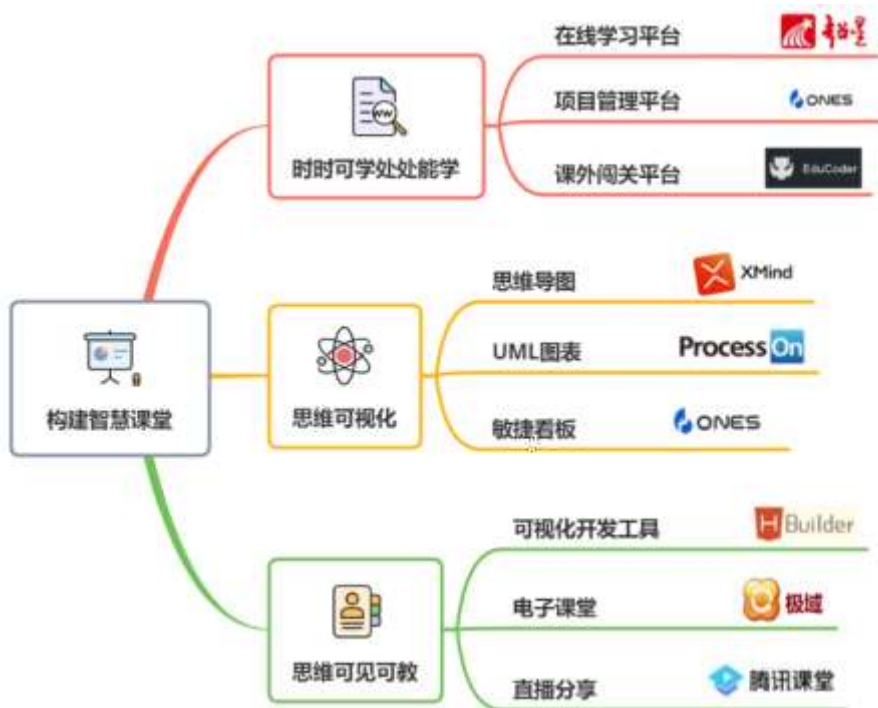 在线学习平台
项目管理平台
ONES
课外闯关平台
EduCoder
时时可学处处能学
思维导图
XMind
UML图表
ProcessOn
敏捷看板
ONES
思维可视化
构建智慧课堂
可视化开发工具
HBuilder
电子课堂
极域
直播分享
腾讯课堂
思维可见可教